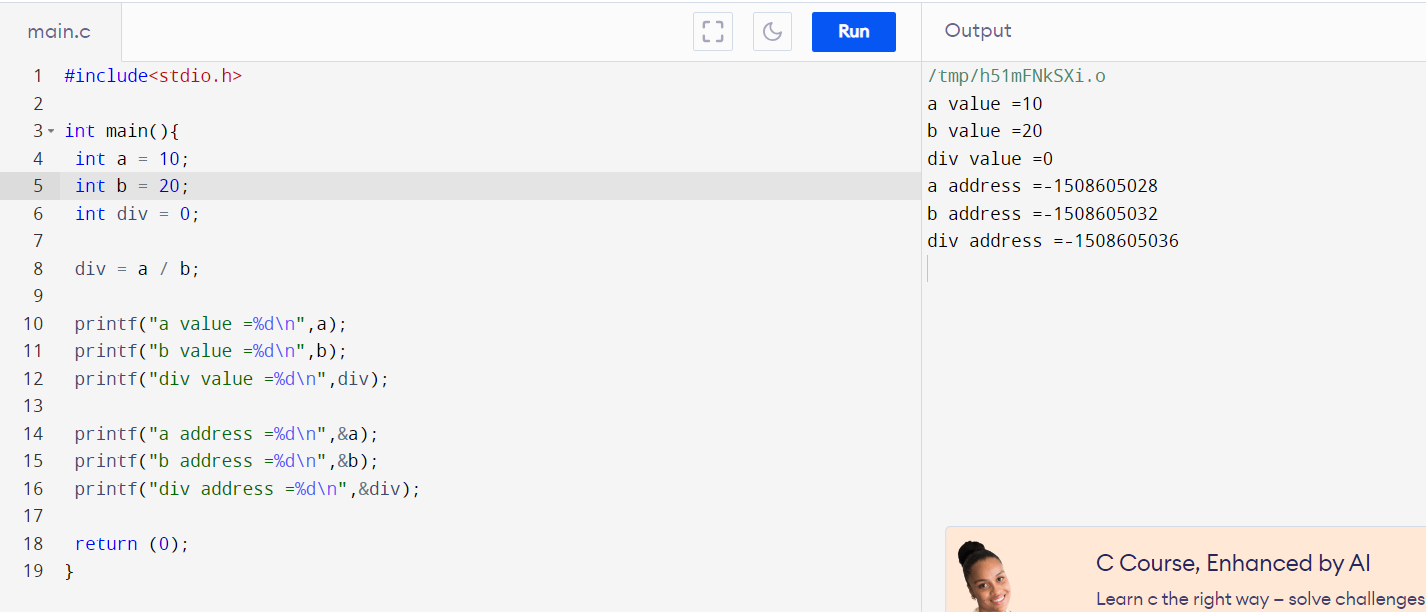 main.c
Run
Output
1 #include<stdio.h>
2
3 int main(){
4 int a = 10;
5 int b = 20;
6 int div = 0;
7
8 div = a / b;
9
10 printf("a value =%d\n",a);
11 printf("b value =%d\n",b);
12 printf("div value =%d\n",div);
13
14 printf("a address =%d\n",&a);
15 printf("b address =%d\n",&b);
16 printf("div address =%d\n",&div);
17
18 return (0);
19 }
/tmp/h51mFNkSXi.o
a value =10
b value =20
div value =0
a address =-1508605028
b address =-1508605032
div address =-1508605036
C Course, Enhanced by AI
Learn c the right way – solve challenges